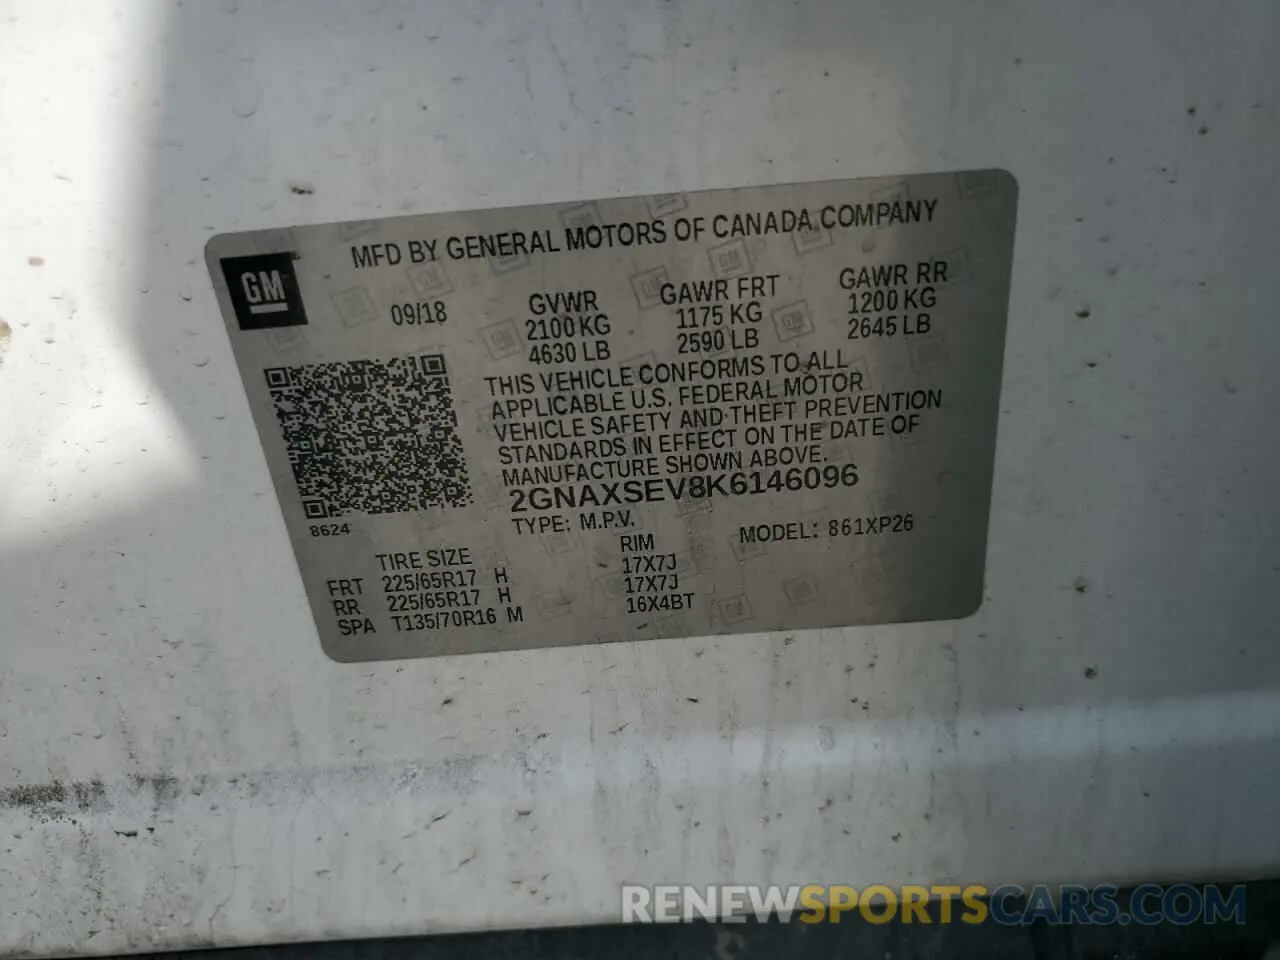 MFD BY GENERAL MOTORS OF CANADA COMPANY
GM
09/18
GVWR GAWR FRT GAWR RR
2100 KG 1175 KG 1200 KG
4630 LB 2590 LB 2645 LB
THIS VEHICLE CONFORMS TO ALL
APPLICABLE U.S. FEDERAL MOTOR
VEHICLE SAFETY AND THEFT PREVENTION
STANDARDS IN EFFECT ON THE DATE OF
MANUFACTURE SHOWN ABOVE.
2GNAXSEV8K6146096
8624
TYPE: M.P.V. MODEL: 861XP26
TIRE SIZE RIM
FRT 225/65R17 H 17X7J
RR 225/65R17 H 17X7J
SPA T135/70R16 M 16X4BT
RENEWSPORTSCARS.COM